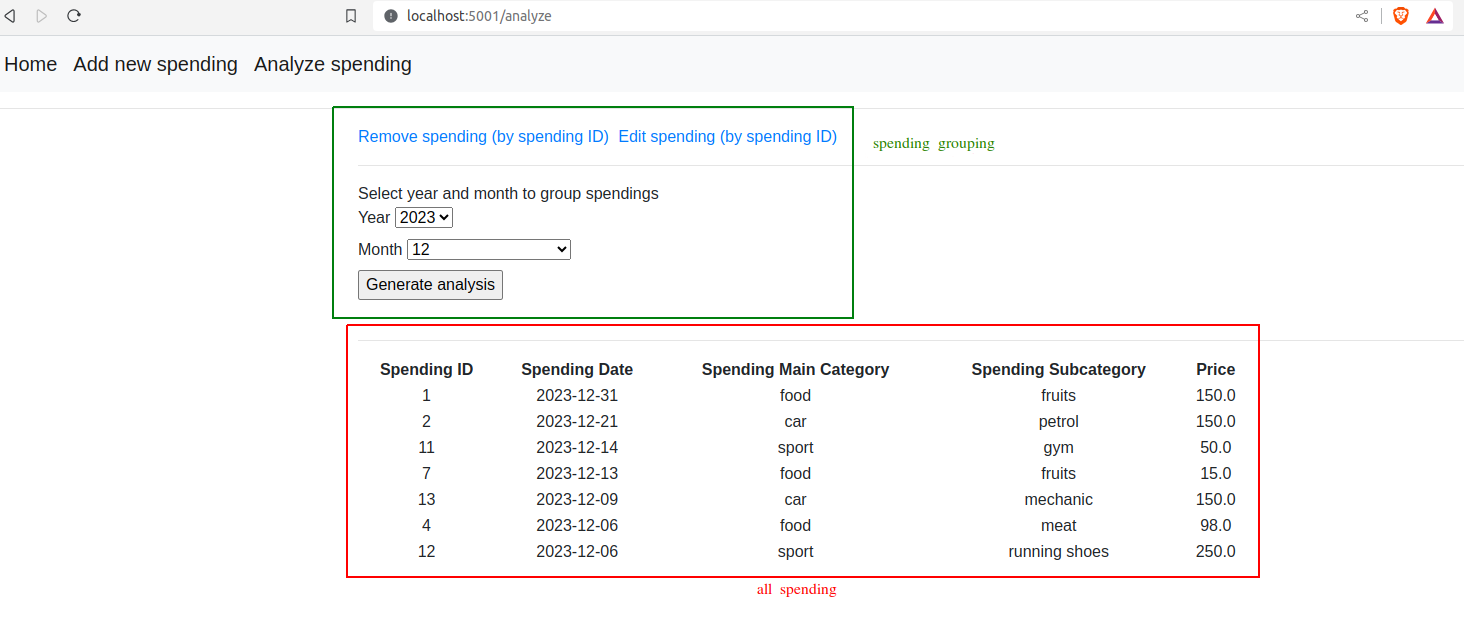 localhost:5001/analyze
Home Add new spending Analyze spending
Remove spending (by spending ID) Edit spending (by spending ID)
spending grouping
Select year and month to group spendings
Year 2023
Month 12
Generate analysis
Spending ID Spending Date Spending Main Category Spending Subcategory Price
1 2023-12-31 food fruits 150.0
2 2023-12-21 car petrol 150.0
11 2023-12-14 sport gym 50.0
7 2023-12-13 food fruits 15.0
13 2023-12-09 car mechanic 150.0
4 2023-12-06 food meat 98.0
12 2023-12-06 sport running shoes 250.0
all spending